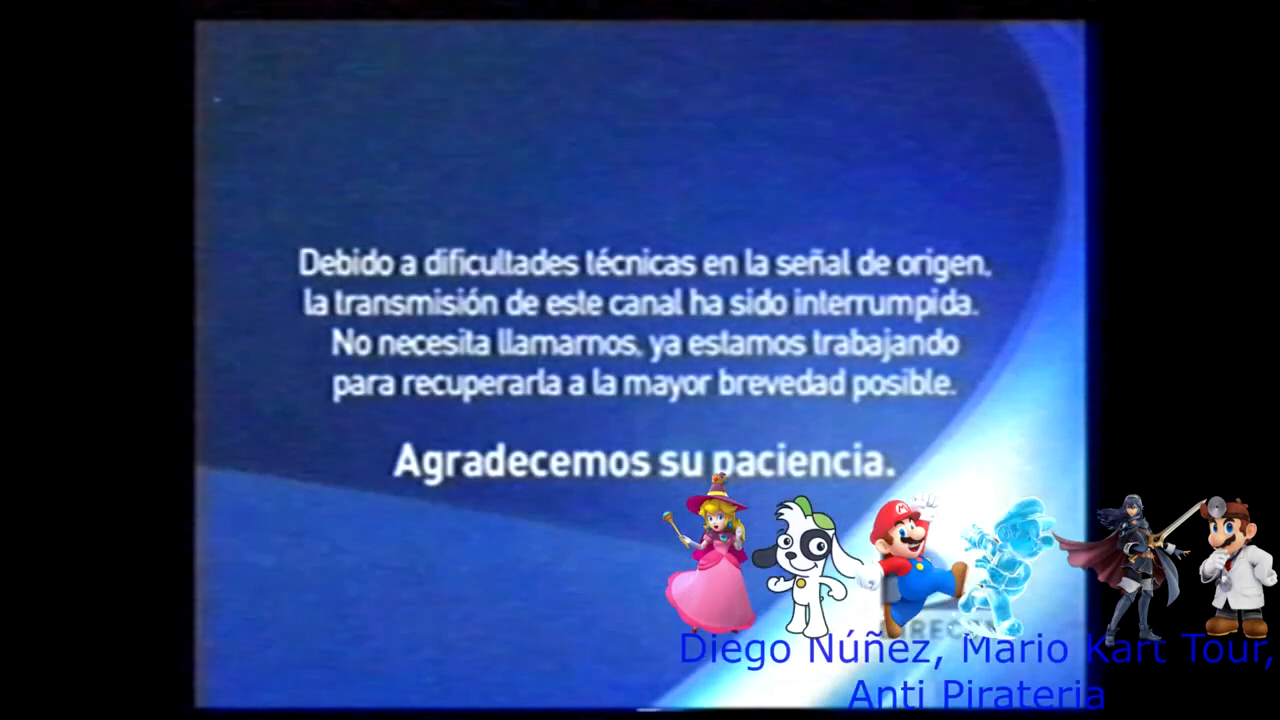 Debido a dificultades técnicas en la señal de origen,
la transmisión de este canal ha sido interrumpida.
No necesita llamarnos, ya estamos trabajando
para recuperarla a la mayor brevedad posible.
Agradecemos su paciencia.
Diego Núñez, Mario Kart Tour,
Anti Pirateria